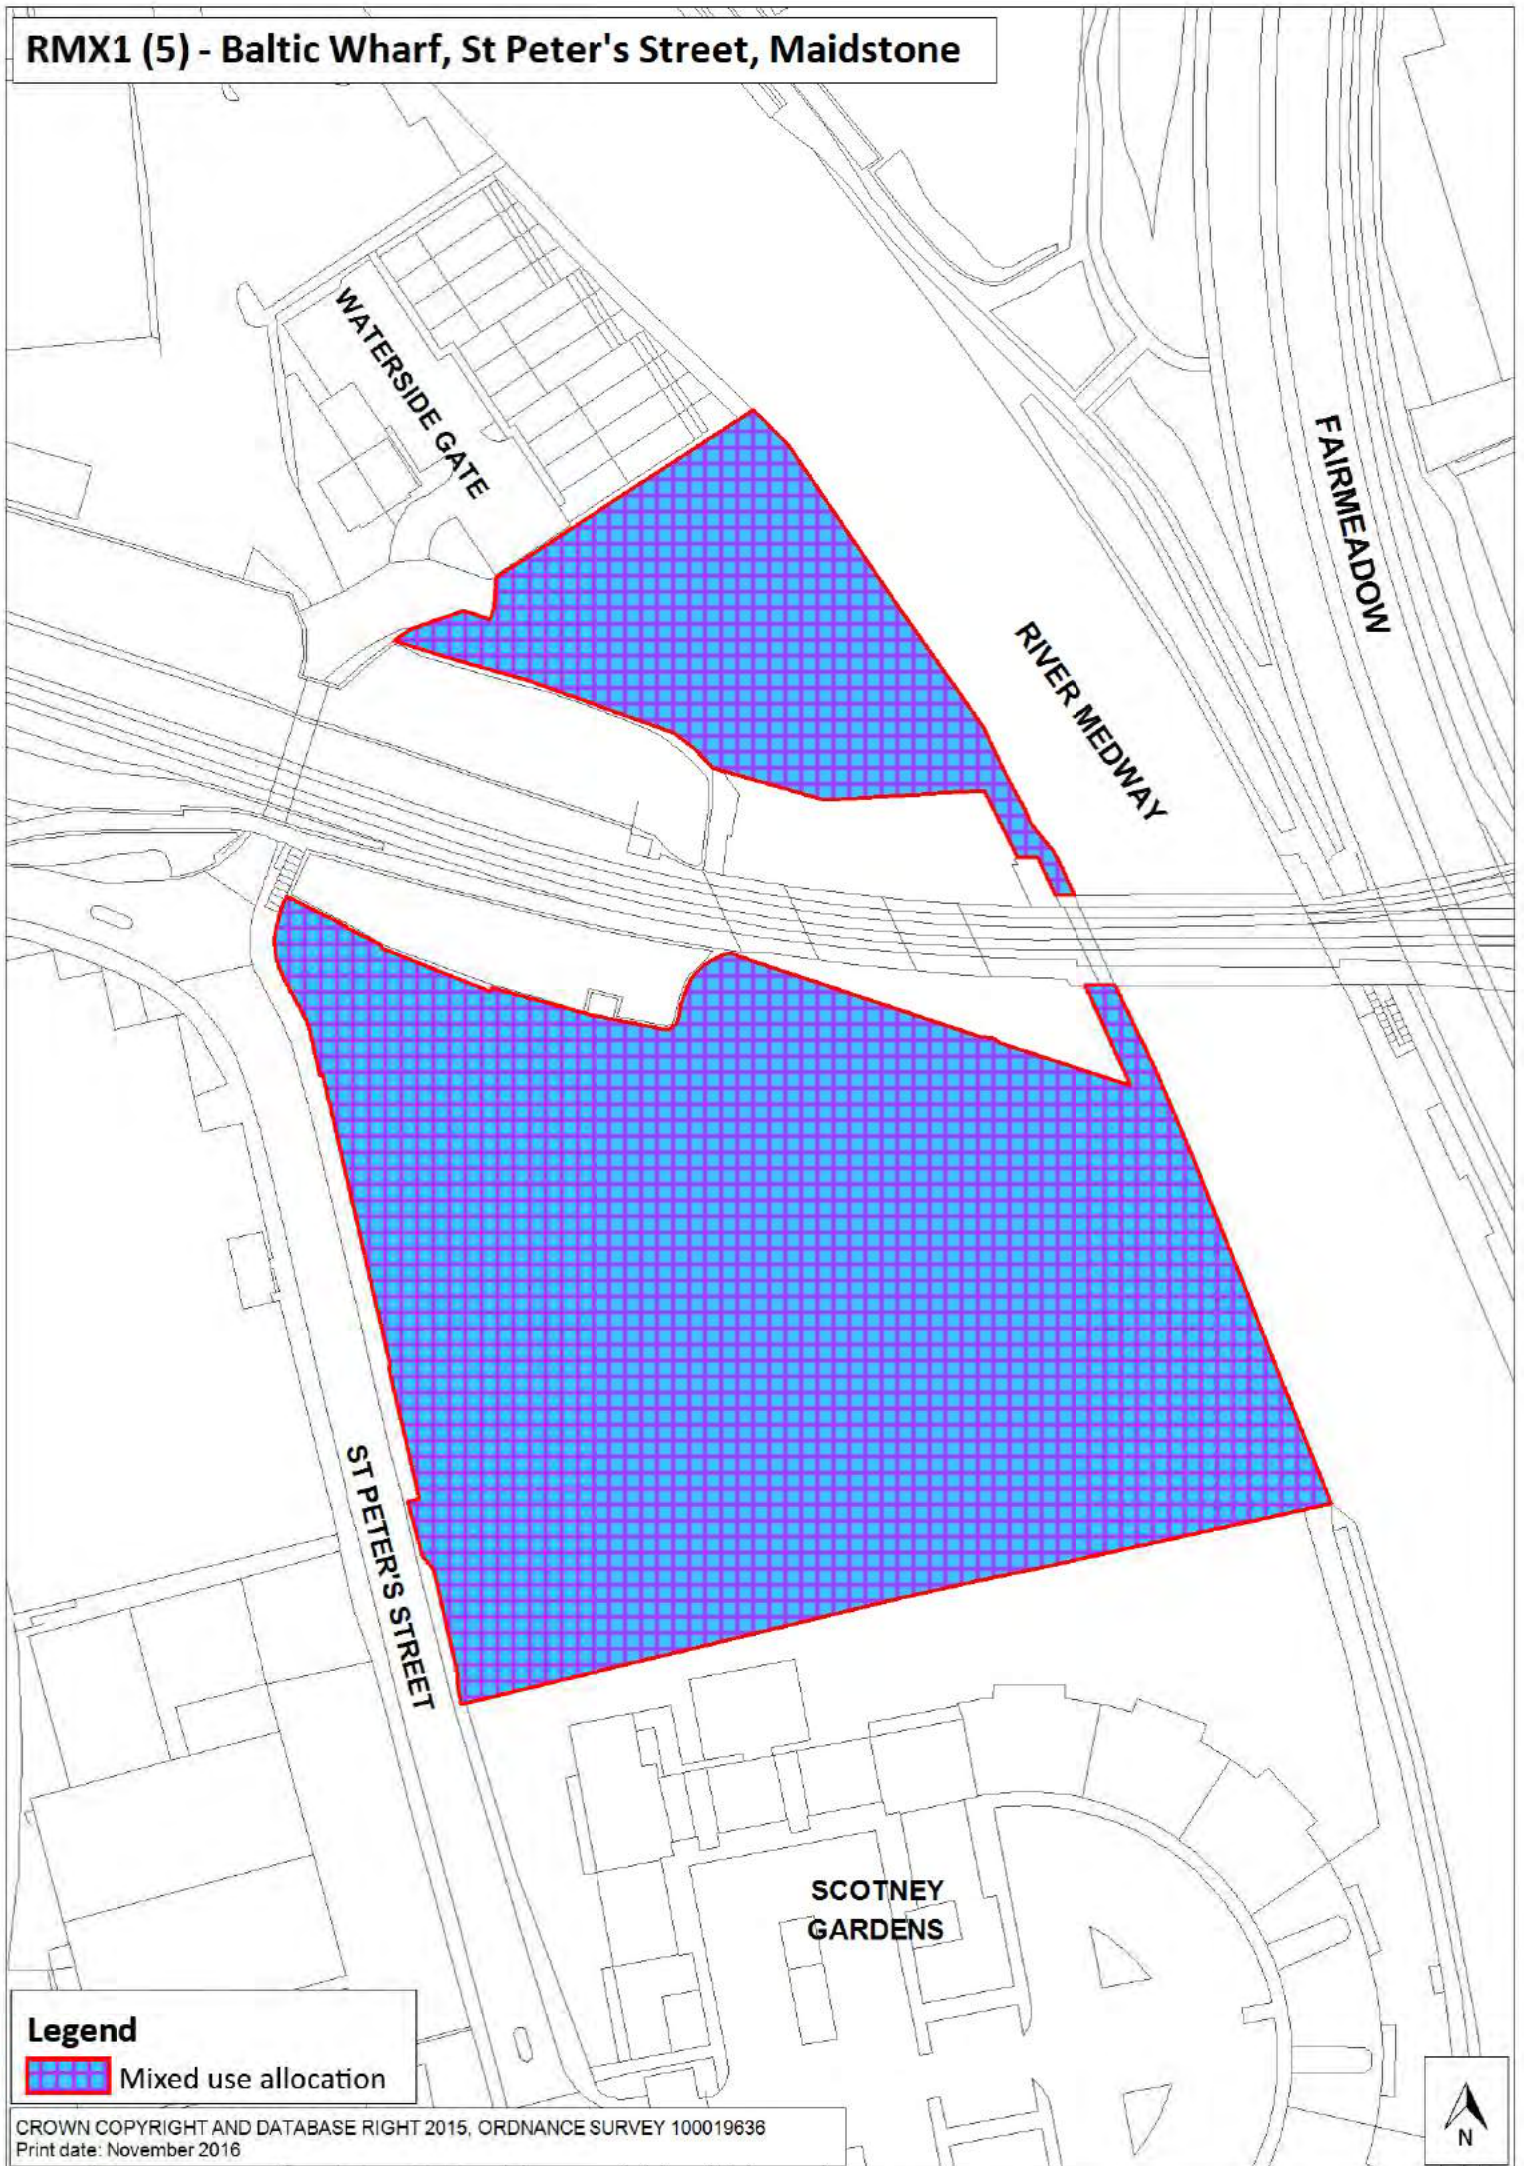 RMX1 (5) - Baltic Wharf, St Peter's Street, Maidstone
WATERSIDE GATE
FAIRMEADOW
RIVER MEDWAY
ST PETER'S STREET
SCOTNEY
GARDENS
Legend
Mixed use allocation
CROWN COPYRIGHT AND DATABASE RIGHT 2015, ORDNANCE SURVEY 100019636
Print date: November 2016
N